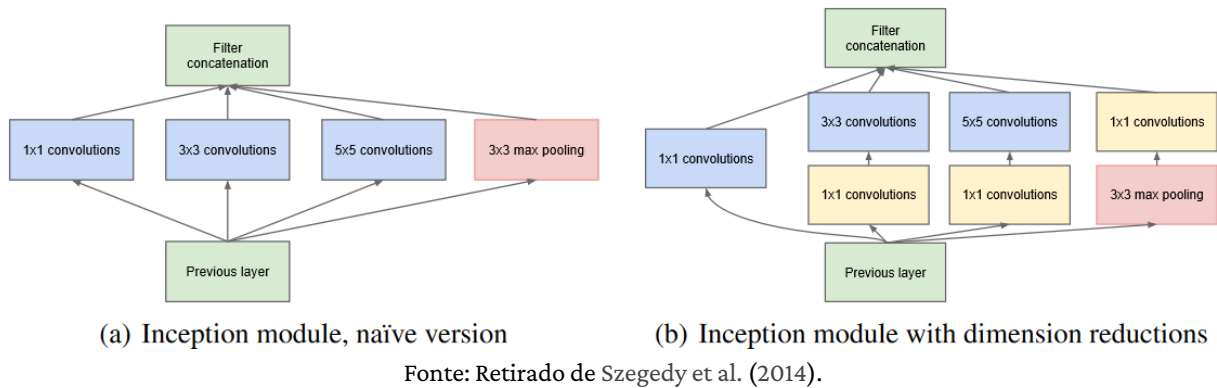 Filter
concatenation
1x1 convolutions
3x3 convolutions
5x5 convolutions
3x3 max pooling
Previous layer
(a) Inception module, naïve version
Filter
concatenation
1x1 convolutions
3x3 convolutions
5x5 convolutions
1x1 convolutions
1x1 convolutions
1x1 convolutions
3x3 max pooling
Previous layer
(b) Inception module with dimension reductions
Fonte: Retirado de Szegedy et al. (2014).